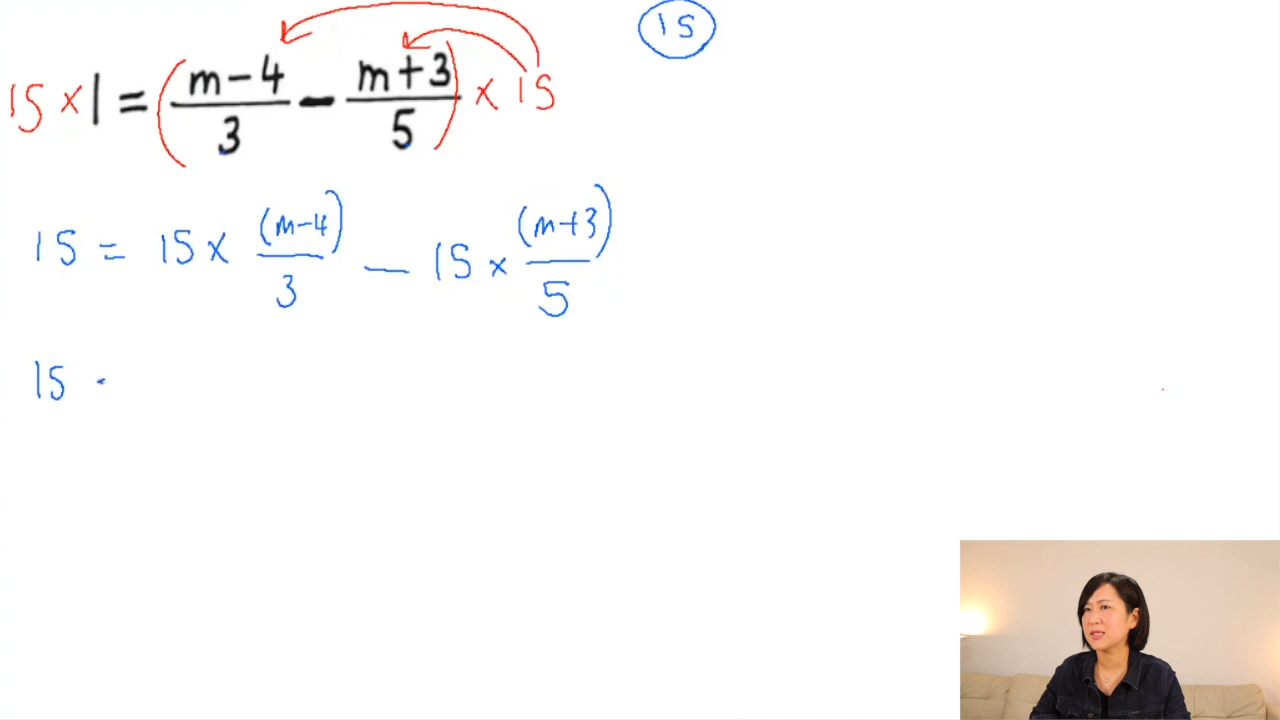 15
15 × 1 = ( m-4/3 - m+3/5 ) × 15
15 = 15 × (m-4)/3 - 15 × (m+3)/5
15